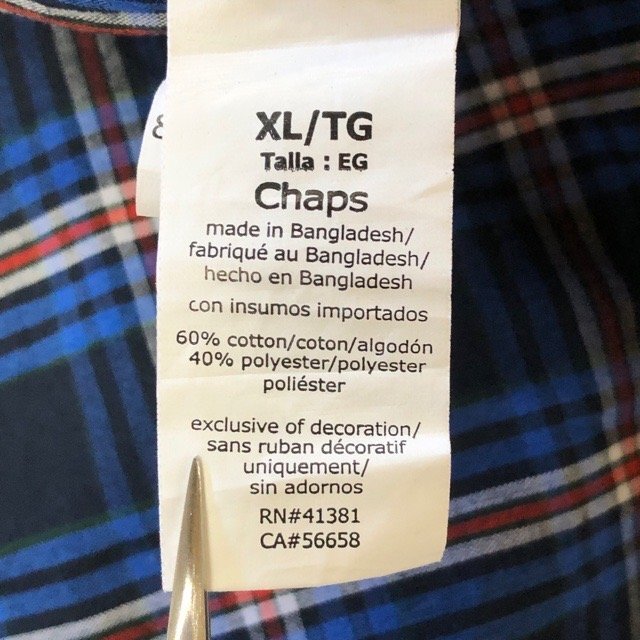 XL/TG
Talla : EG
Chaps
made in Bangladesh/
fabriqué au Bangladesh/
hecho en Bangladesh
con insumos importados
60% cotton/coton/algodón
40% polyester/polyester
poliéster
exclusive of decoration/
sans ruban décoratif
uniquement/
sin adornos
RN#41381
CA#56658